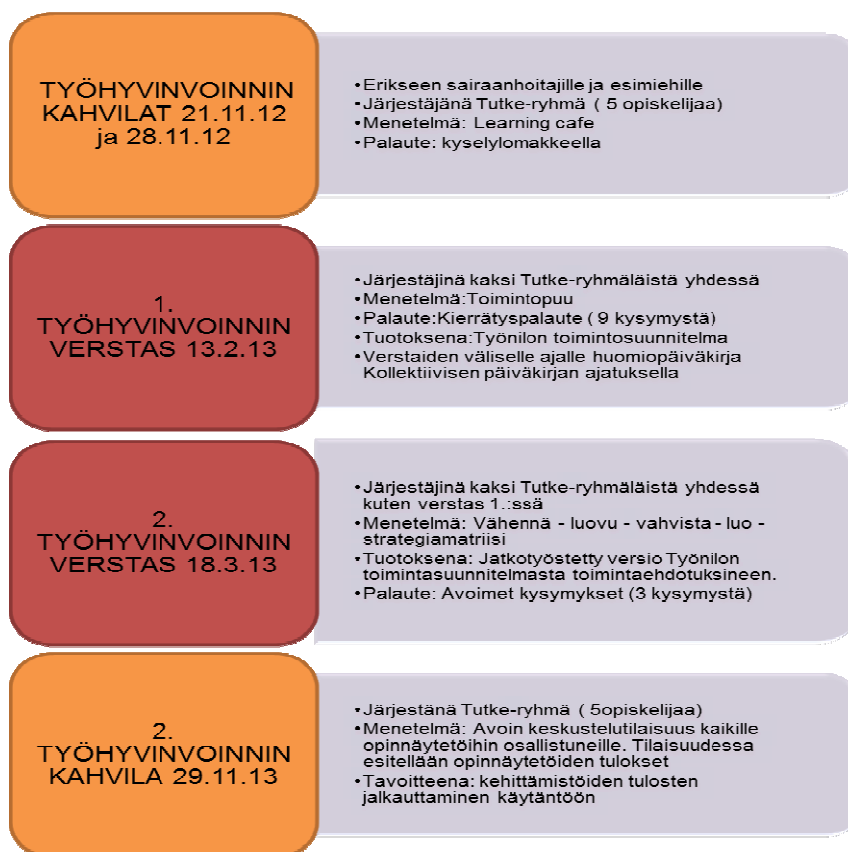 TYÖHYVINVOINNIN
KAHVILAT 21.11.12
ja 28.11.12
•Erikseen sairaanhoitajille ja esimiehille
•Järjestäjänä Tutke-ryhmä ( 5 opiskelijaa)
•Menetelmä: Learning cafe
•Palaute: kyselylomakkeella
1.
TYÖHYVINVOINNIN
VERSTAS 13.2.13
•Järjestäjinä kaksi Tutke-ryhmäläistä yhdessä
•Menetelmä:Toimintopuu
•Palaute:Kierrätyspalaute ( 9 kysymystä)
•Tuotoksena:Työnilon toimintosuunnitelma
•Verstaiden väliselle ajalle huomiopäiväkirja
Kollektiivisen päiväkirjan ajatuksella
2.
TYÖHYVINVOINNIN
VERSTAS 18.3.13
•Järjestäjinä kaksi Tutke-ryhmäläistä yhdessä
kuten verstas 1.:ssä
•Menetelmä: Vähennä - luovu - vahvista - luo -
strategiamatriisi
•Tuotoksena: Jatkotyöstetty versio Työnilon
toimintasuunnitelmasta toimintaehdotuksineen.
•Palaute: Avoimet kysymykset (3 kysymystä)
2.
TYÖHYVINVOINNIN
KAHVILA 29.11.13
•Järjestänä Tutke-ryhmä ( 5opiskelijaa)
•Menetelmä: Avoin keskustelutilaisuus kaikille
opinnäytetöihin osallistuneille. Tilaisuudessa
esitellään opinnäytetöiden tulokset
•Tavoitteena: kehittämistöiden tulosten
jalkauttaminen käytäntöön